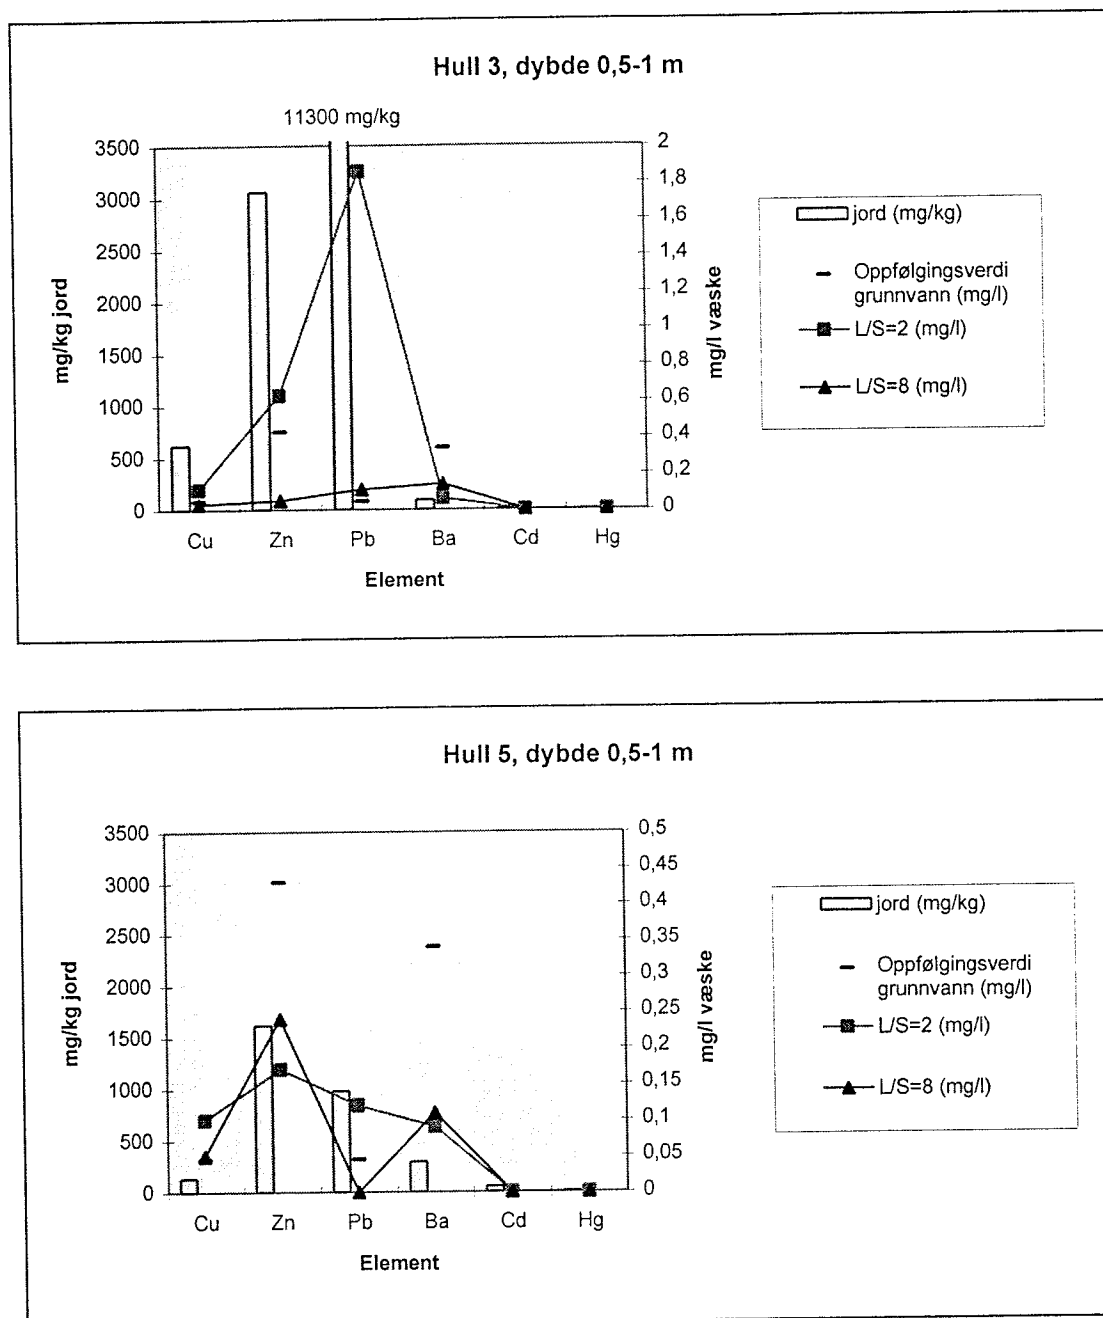 Hull 3, dybde 0,5-1 m
11300 mg/kg
3500
3000
2500
2000
1500
1000
500
0
mg/kg jord
2
1,8
1,6
1,4
1,2
1
0,8
0,6
0,4
0,2
0
mg/l væske
Cu Zn Pb Ba Cd Hg
Element
jord (mg/kg)
Oppfølgingsverdi
grunnvann (mg/l)
L/S=2 (mg/l)
L/S=8 (mg/l)
Hull 5, dybde 0,5-1 m
3500
3000
2500
2000
1500
1000
500
0
mg/kg jord
0,5
0,45
0,4
0,35
0,3
0,25
0,2
0,15
0,1
0,05
0
mg/l væske
Cu Zn Pb Ba Cd Hg
Element
jord (mg/kg)
Oppfølgingsverdi
grunnvann (mg/l)
L/S=2 (mg/l)
L/S=8 (mg/l)